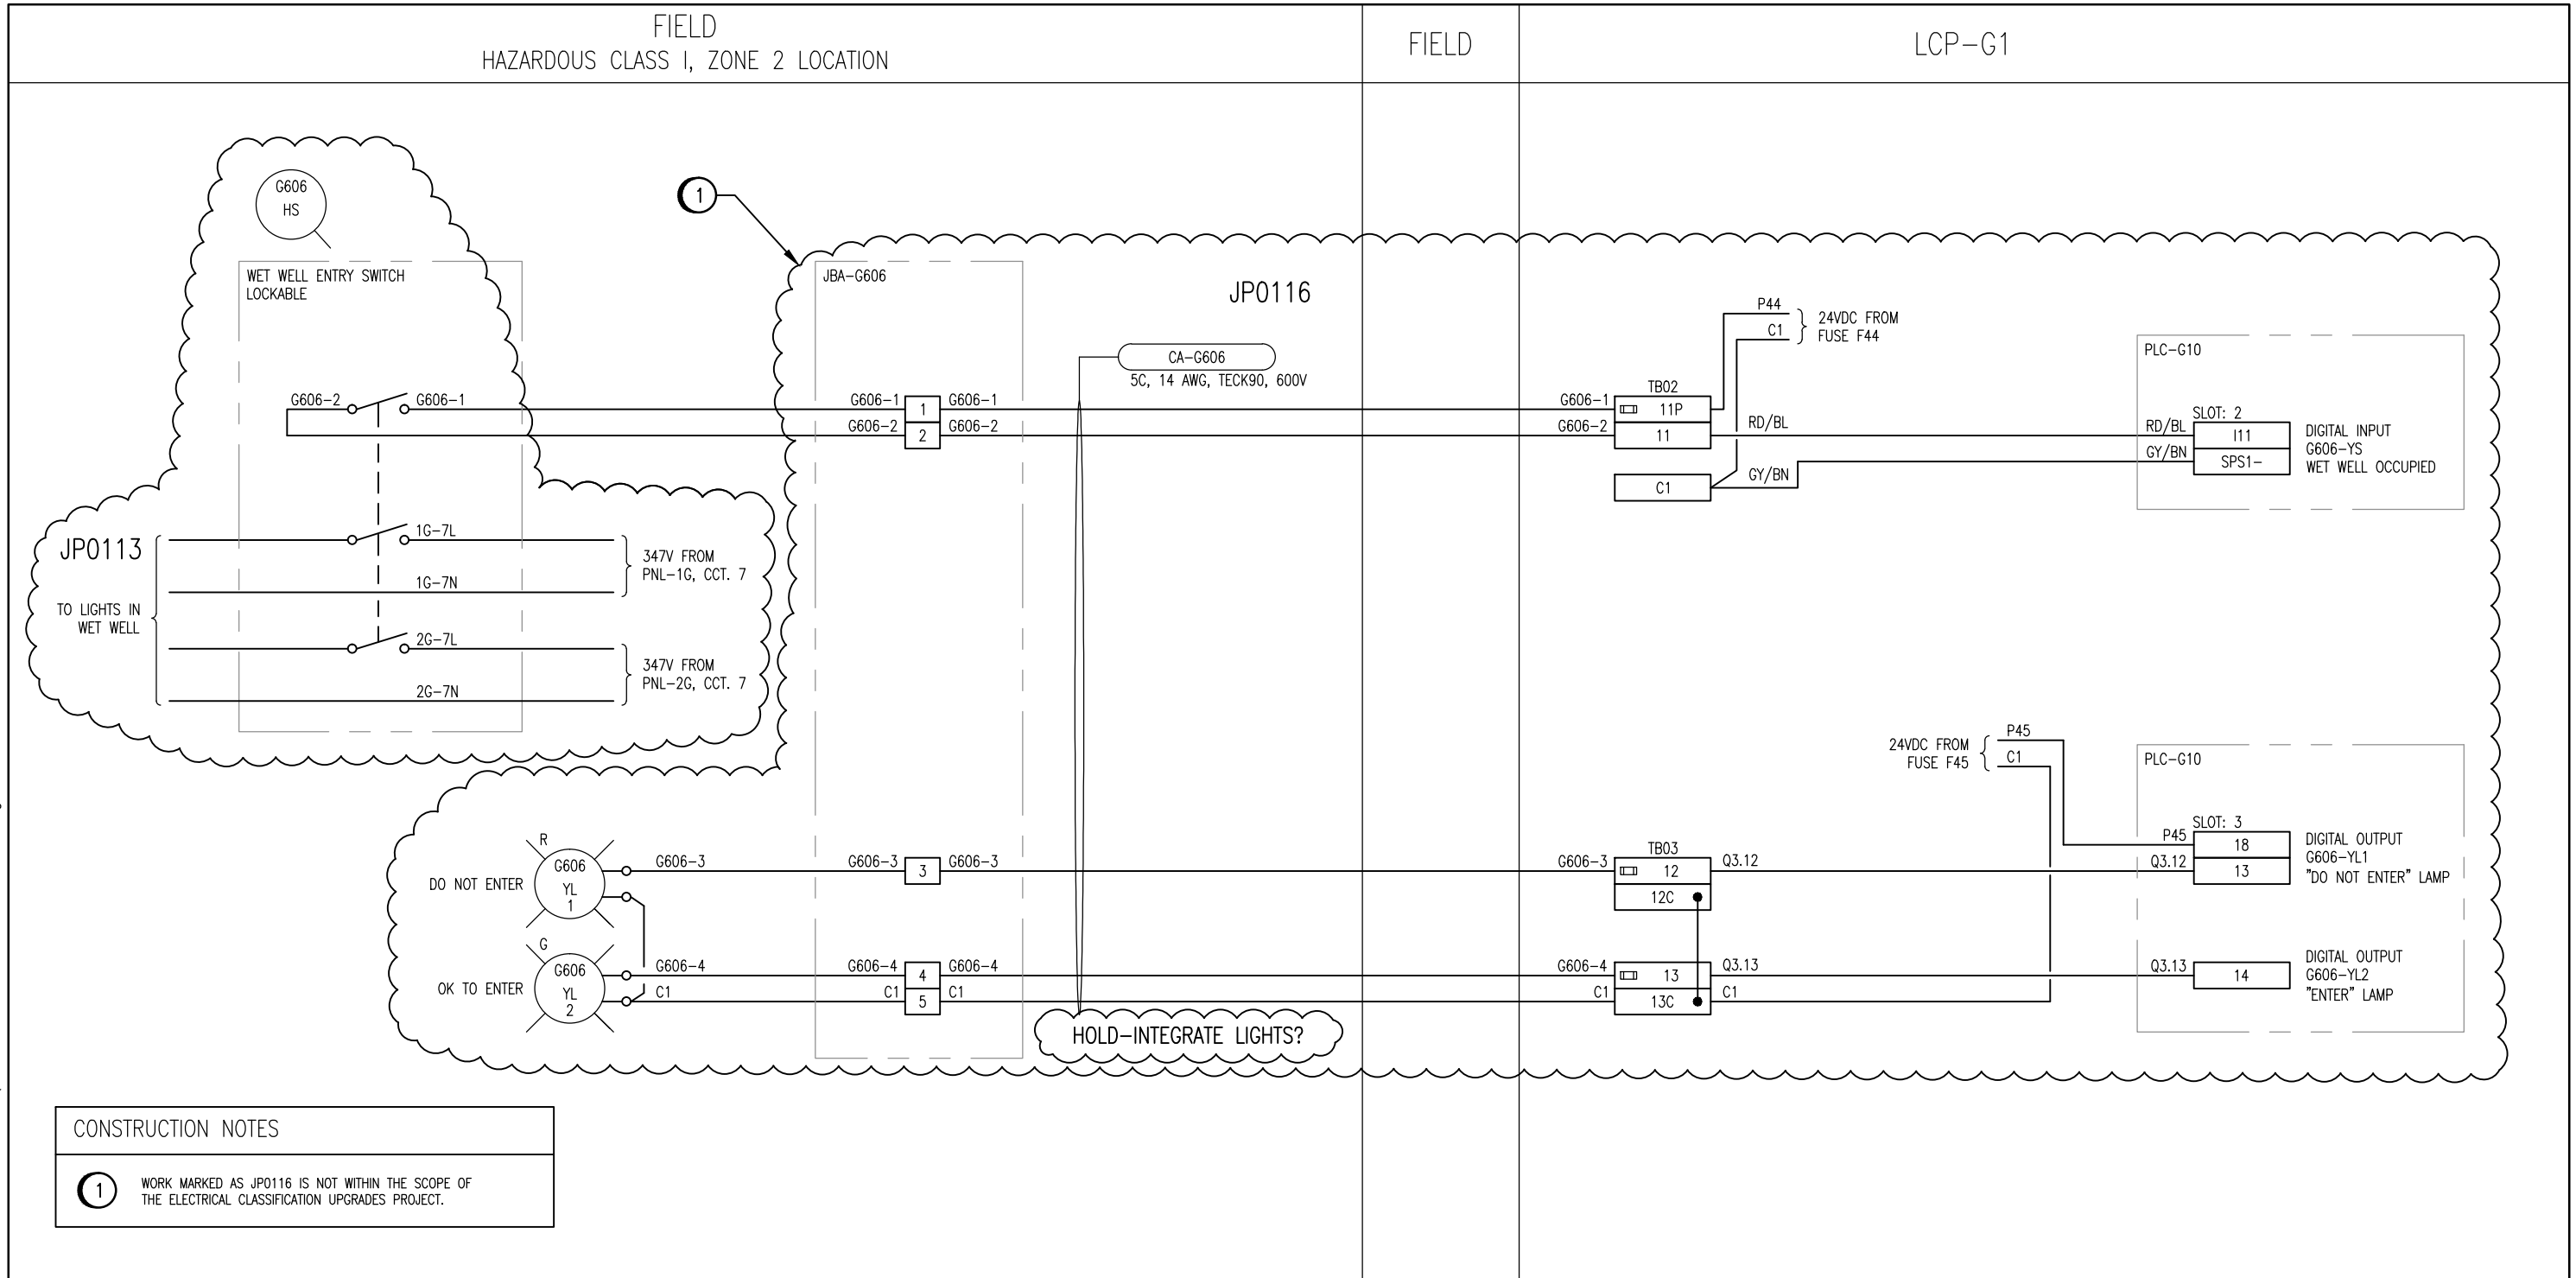 FIELD
HAZARDOUS CLASS I, ZONE 2 LOCATION
FIELD
LCP-G1
G606
HS
1
WET WELL ENTRY SWITCH
LOCKABLE
JBA-G606
JP0116
CA-G606
5C, 14 AWG, TECK90, 600V
P44
C1
24VDC FROM
FUSE F44
PLC-G10
G606-2
G606-1
G606-1
1
G606-1
G606-2
2
G606-2
TB02
G606-1
11P
G606-2
11
RD/BL
C1
GY/BN
SLOT: 2
RD/BL
I11
GY/BN
SPS1-
DIGITAL INPUT
G606-YS
WET WELL OCCUPIED
JP0113
TO LIGHTS IN
WET WELL
1G-7L
1G-7N
347V FROM
PNL-1G, CCT. 7
2G-7L
2G-7N
347V FROM
PNL-2G, CCT. 7
24VDC FROM
FUSE F45
P45
C1
PLC-G10
R
DO NOT ENTER
G606
YL
1
G606-3
G606-3
3
G606-3
TB03
G606-3
12
Q3.12
12C
SLOT: 3
P45
18
Q3.12
13
DIGITAL OUTPUT
G606-YL1
"DO NOT ENTER" LAMP
G
OK TO ENTER
G606
YL
2
G606-4
C1
G606-4
4
G606-4
C1
5
C1
G606-4
13
Q3.13
C1
13C
C1
Q3.13
14
DIGITAL OUTPUT
G606-YL2
"ENTER" LAMP
HOLD-INTEGRATE LIGHTS?
CONSTRUCTION NOTES
1
WORK MARKED AS JP0116 IS NOT WITHIN THE SCOPE OF
THE ELECTRICAL CLASSIFICATION UPGRADES PROJECT.